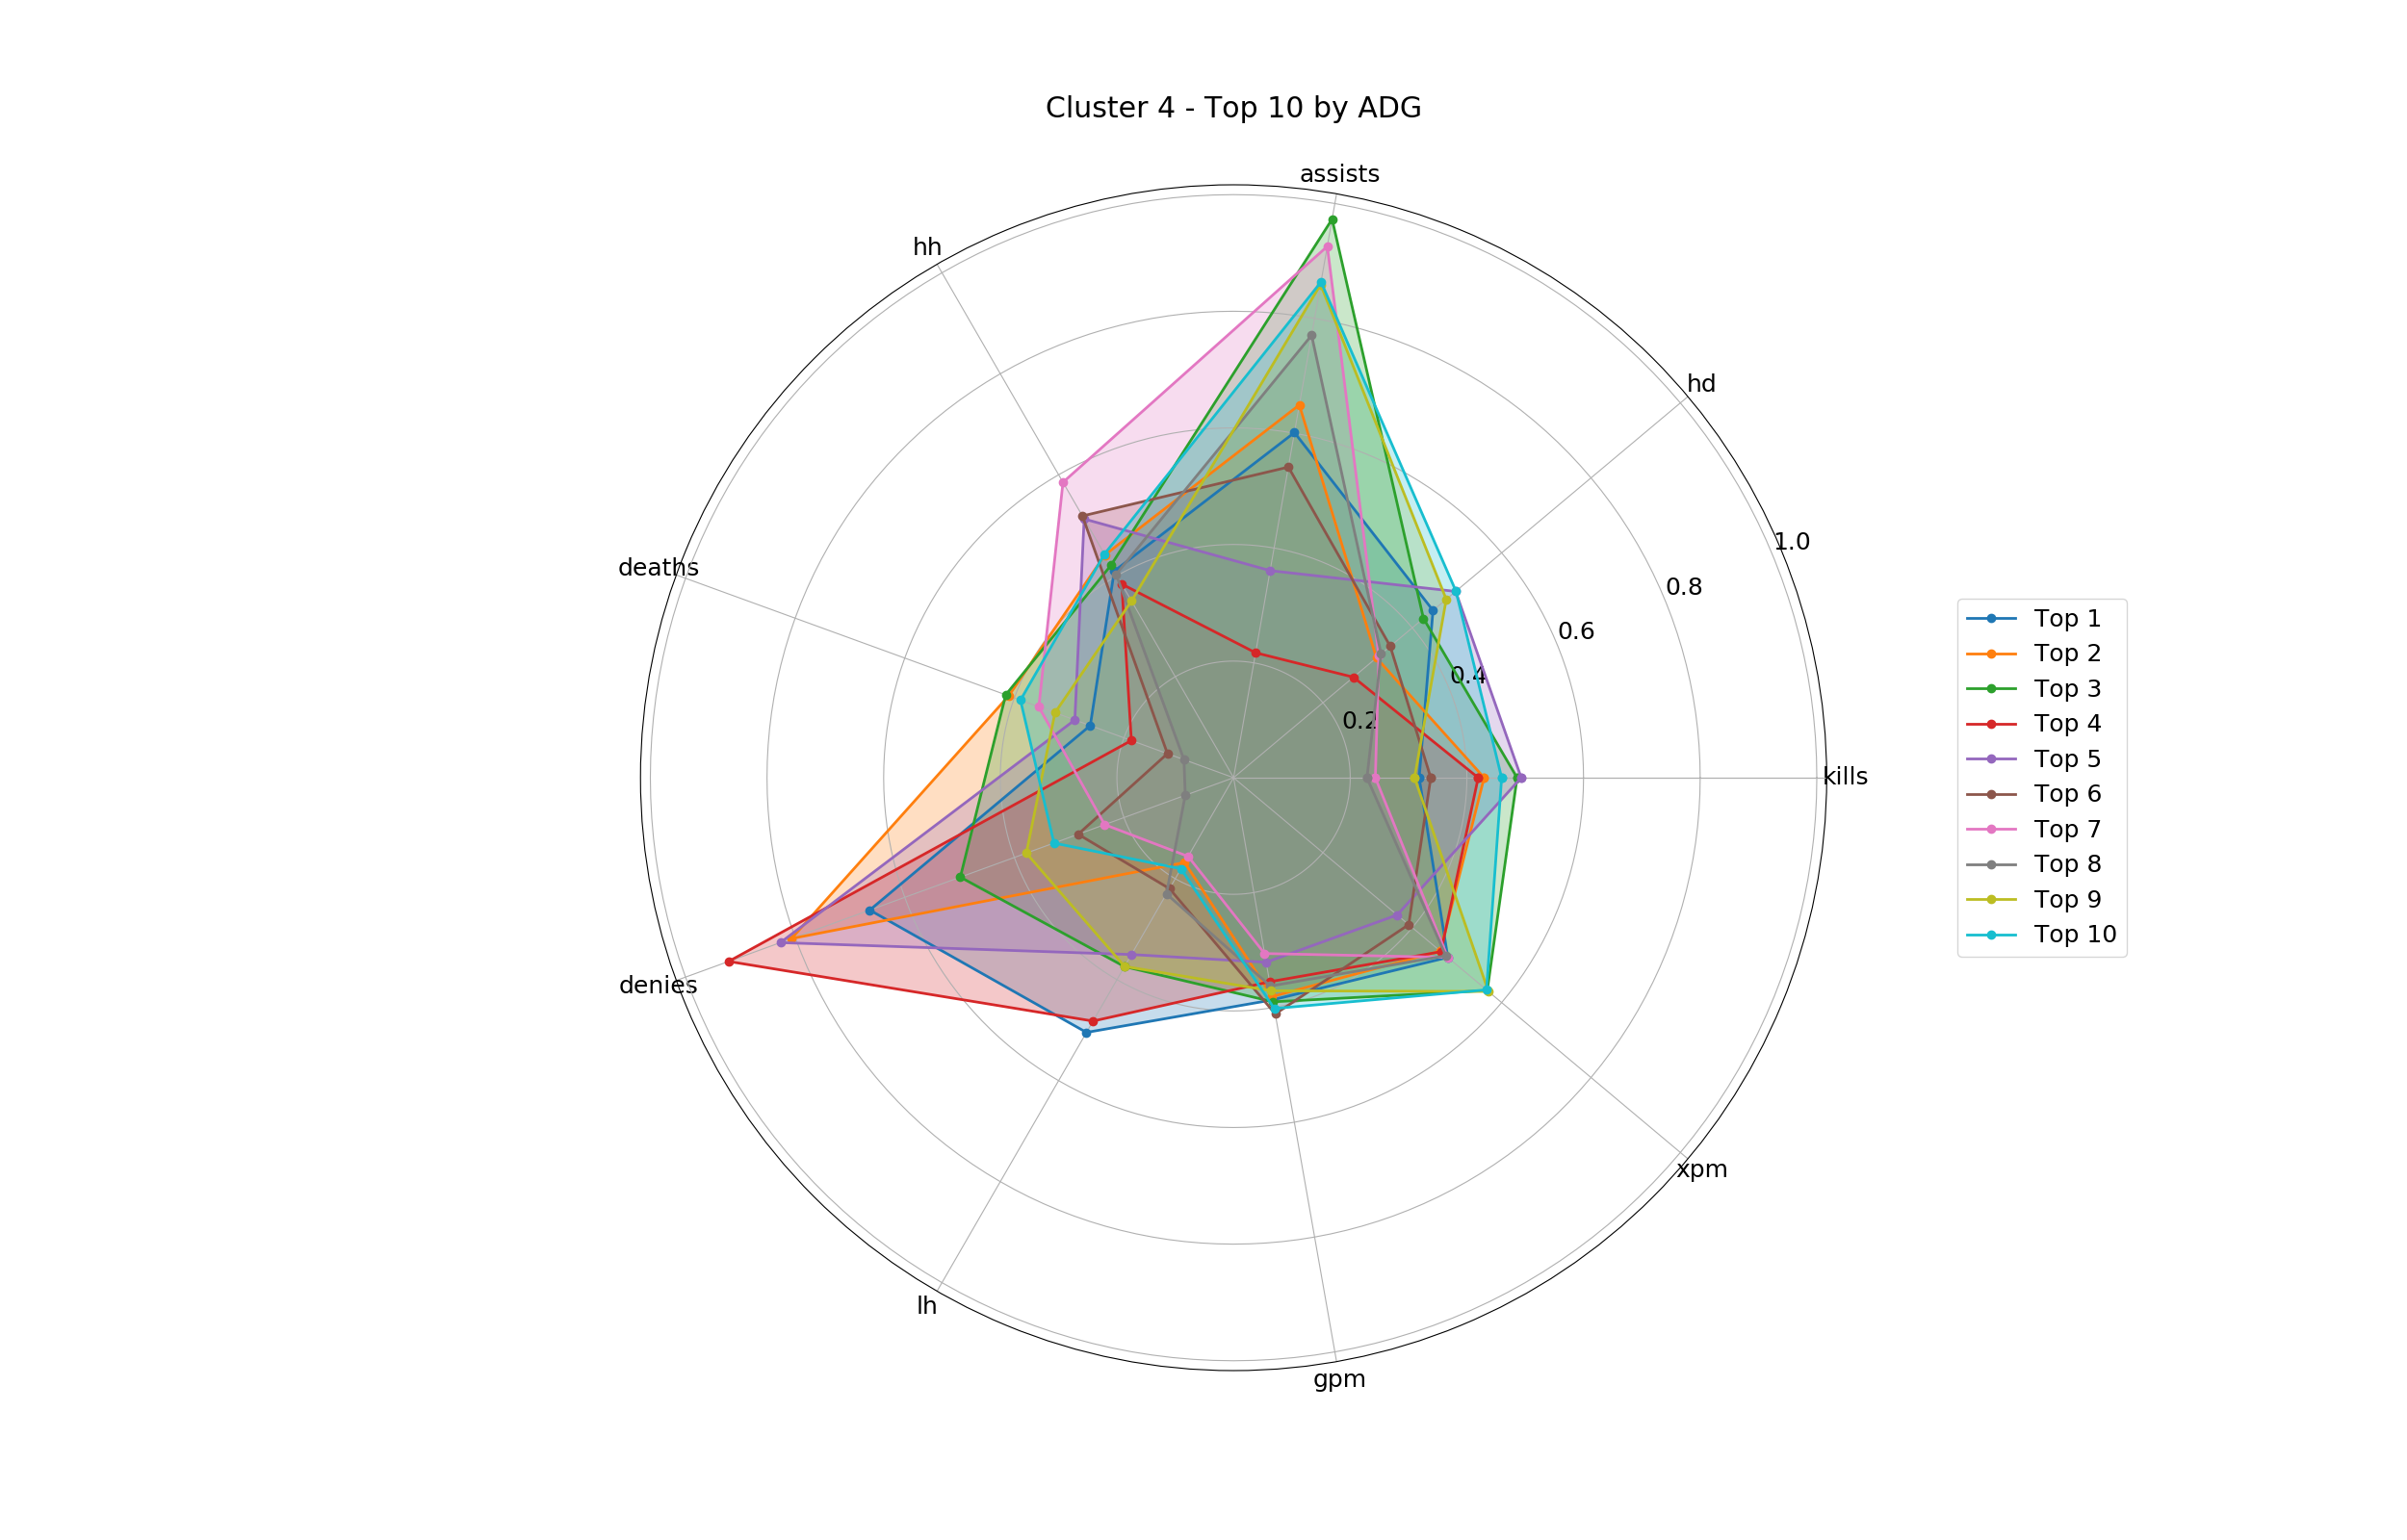 Cluster 4 - Top 10 by ADG
assists
hh
hd
deaths
1.0
0.8
0.6
0.4
0.2
kills
denies
xpm
lh
gpm
Top 1
Top 2
Top 3
Top 4
Top 5
Top 6
Top 7
Top 8
Top 9
Top 10